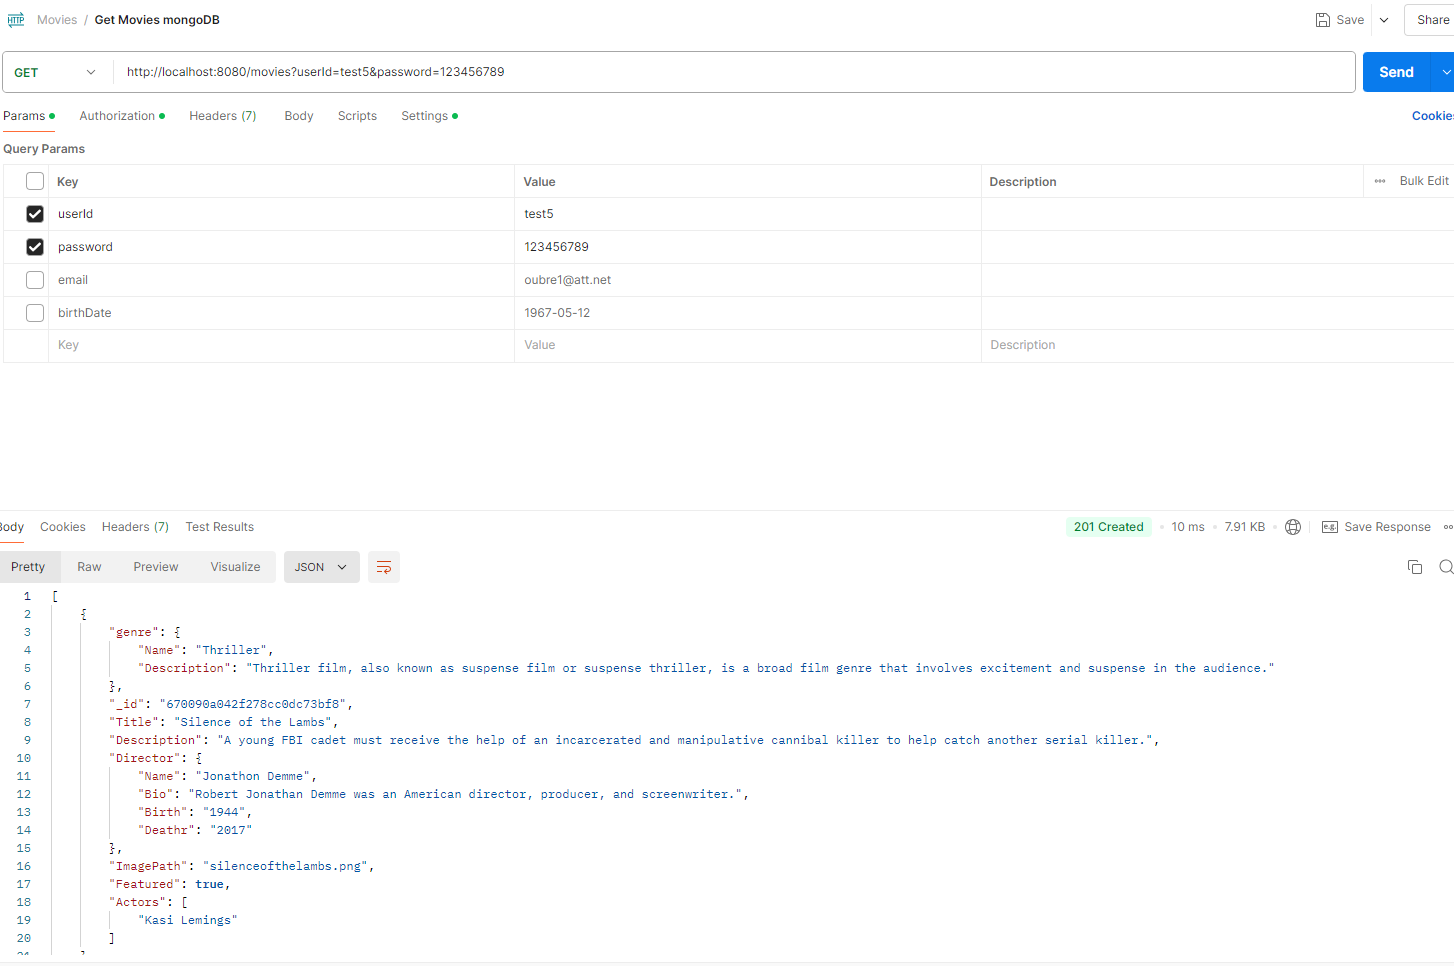 HTTP Movies / Get Movies mongoDB Save Share
GET http://localhost:8080/movies?userId=test5&password=123456789 Send
Params Authorization Headers (7) Body Scripts Settings Cookies
Query Params
Key Value Description Bulk Edit
userId test5
password 123456789
email oubre1@att.net
birthDate 1967-05-12
Key Value Description
Body Cookies Headers (7) Test Results 201 Created 10 ms 7.91 KB e.g. Save Response
Pretty Raw Preview Visualize JSON
1 [
2 {
3 "genre": {
4 "Name": "Thriller",
5 "Description": "Thriller film, also known as suspense film or suspense thriller, is a broad film genre that involves excitement and suspense in the audience."
6 },
7 "_id": "670090a042f278cc0dc73bf8",
8 "Title": "Silence of the Lambs",
9 "Description": "A young FBI cadet must receive the help of an incarcerated and manipulative cannibal killer to help catch another serial killer.",
10 "Director": {
11 "Name": "Jonathon Demme",
12 "Bio": "Robert Jonathan Demme was an American director, producer, and screenwriter.",
13 "Birth": "1944",
14 "Deathr": "2017"
15 },
16 "ImagePath": "silenceofthelambs.png",
17 "Featured": true,
18 "Actors": [
19 "Kasi Lemings"
20 ]